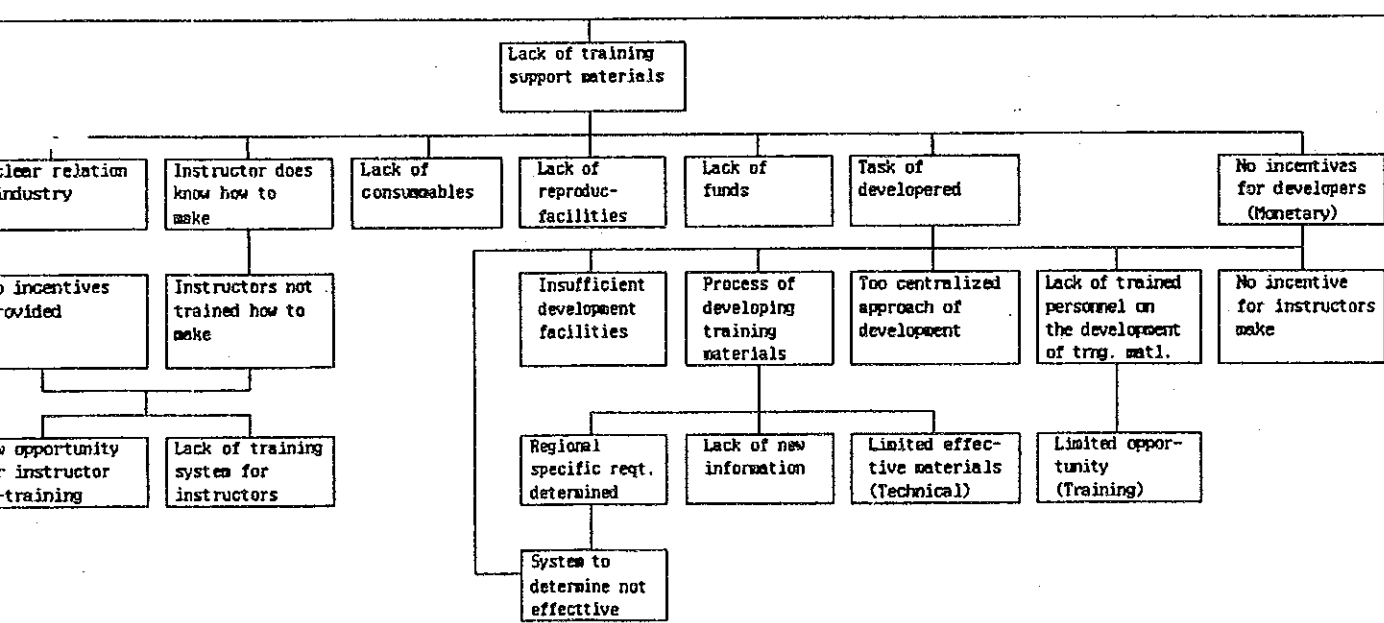 Lack of training
support materials
clear relation
industry
Instructor does
know how to
make
Lack of
consummables
Lack of
reproduc-
facilities
Lack of
funds
Task of
developered
No incentives
for developers
(Monetary)
o incentives
rovided
Instructors not
trained how to
make
Insufficient
development
facilities
Process of
developing
training
materials
Too centralized
approach of
development
Lack of trained
personnel on
the development
of trng. matl.
No incentive
for instructors
make
w opportunity
r instructor
-training
Lack of training
system for
instructors
Regional
specific reqt.
determined
Lack of new
information
Limited effec-
tive materials
(Technical)
Limited oppor-
tunity
(Training)
System to
determine not
effecttive